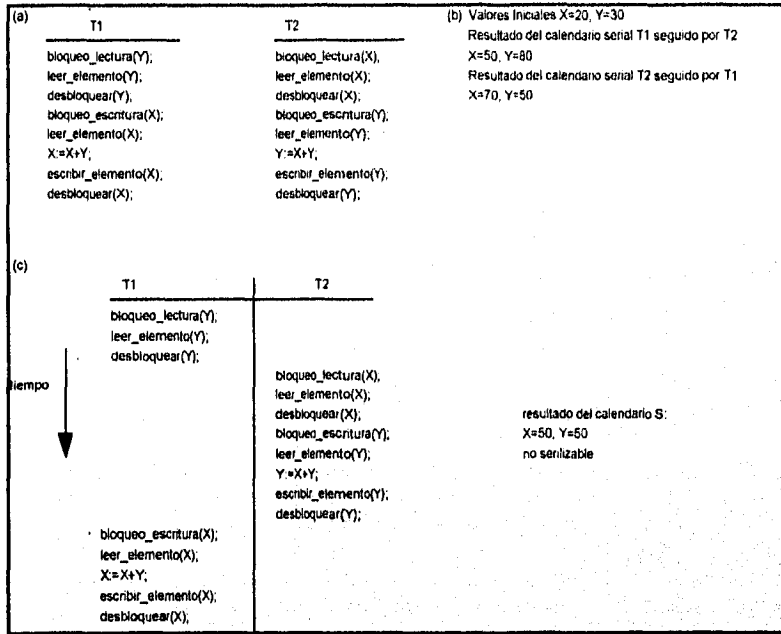 (a)
T1
T2
bloqueo_lectura(Y);
leer_elemento(Y);
desbloquear(Y);
bloqueo_escritura(X);
leer_elemento(X);
X:=X+Y;
escribir_elemento(X);
desbloquear(X);
bloqueo_lectura(X),
leer_elemento(X);
desbloquear(X);
bloqueo_escritura(Y);
leer_elemento(Y);
Y:=X+Y;
escribir_elemento(Y);
desbloquear(Y);
(b) Valores Iniciales X=20, Y=30
Resultado del calendario serial T1 seguido por T2
X=50, Y=80
Resultado del calendario serial T2 seguido por T1
X=70, Y=50
(c)
T1
T2
bloqueo_lectura(Y);
leer_elemento(Y);
desbloquear(Y);
tiempo
bloqueo_lectura(X),
leer_elemento(X);
desbloquear(X);
bloqueo_escritura(Y);
leer_elemento(Y);
Y:=X+Y;
escribir_elemento(Y);
desbloquear(Y);
resultado del calendario S:
X=50, Y=50
no serilizable
bloqueo_escritura(X);
leer_elemento(X);
X:=X+Y;
escribir_elemento(X);
desbloquear(X);